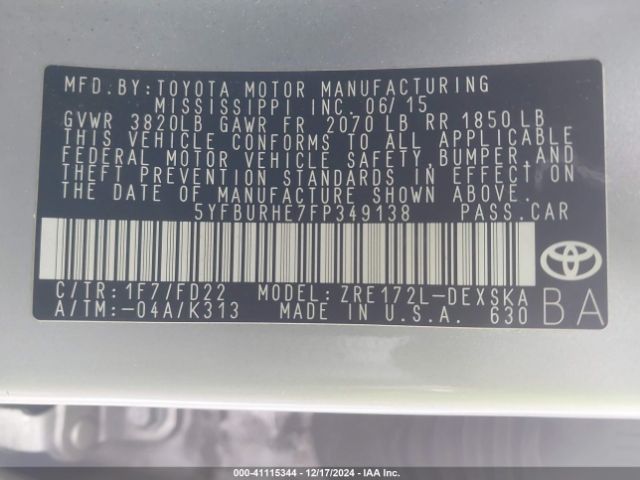 MFD. BY: TOYOTA MOTOR MANUFACTURING
MISSISSIPPI INC. 06/15
GVWR 3820LB GAWR FR 2070 LB RR 1850 LB
THIS VEHICLE CONFORMS TO ALL APPLICABLE
FEDERAL MOTOR VEHICLE SAFETY, BUMPER, AND
THEFT PREVENTION STANDARDS IN EFFECT ON
THE DATE OF MANUFACTURE SHOWN ABOVE.
5YFBURHE7FP349138 PASS. CAR
C/TR: 1F7/FD22 MODEL: ZRE172L-DEXSKA
A/TM: -04A/K313 MADE IN U.S.A. 630
BA
000-41115344 | 12/17/2024 - IAA Inc.